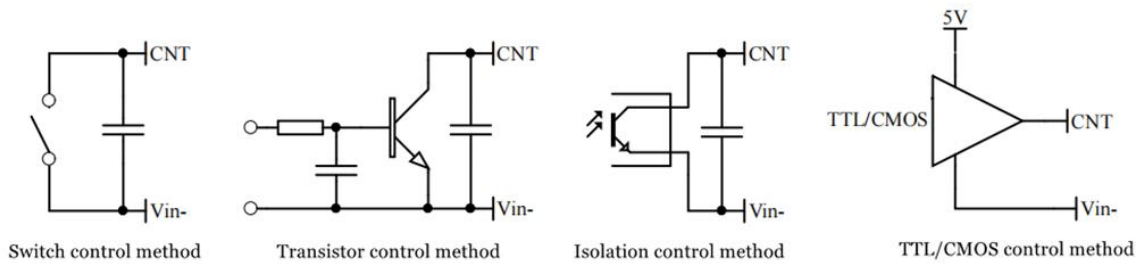 5V
CNT
CNT
CNT
TTL/CMOS
CNT
Vin-
Vin-
Vin-
Vin-
Switch control method
Transistor control method
Isolation control method
TTL/CMOS control method